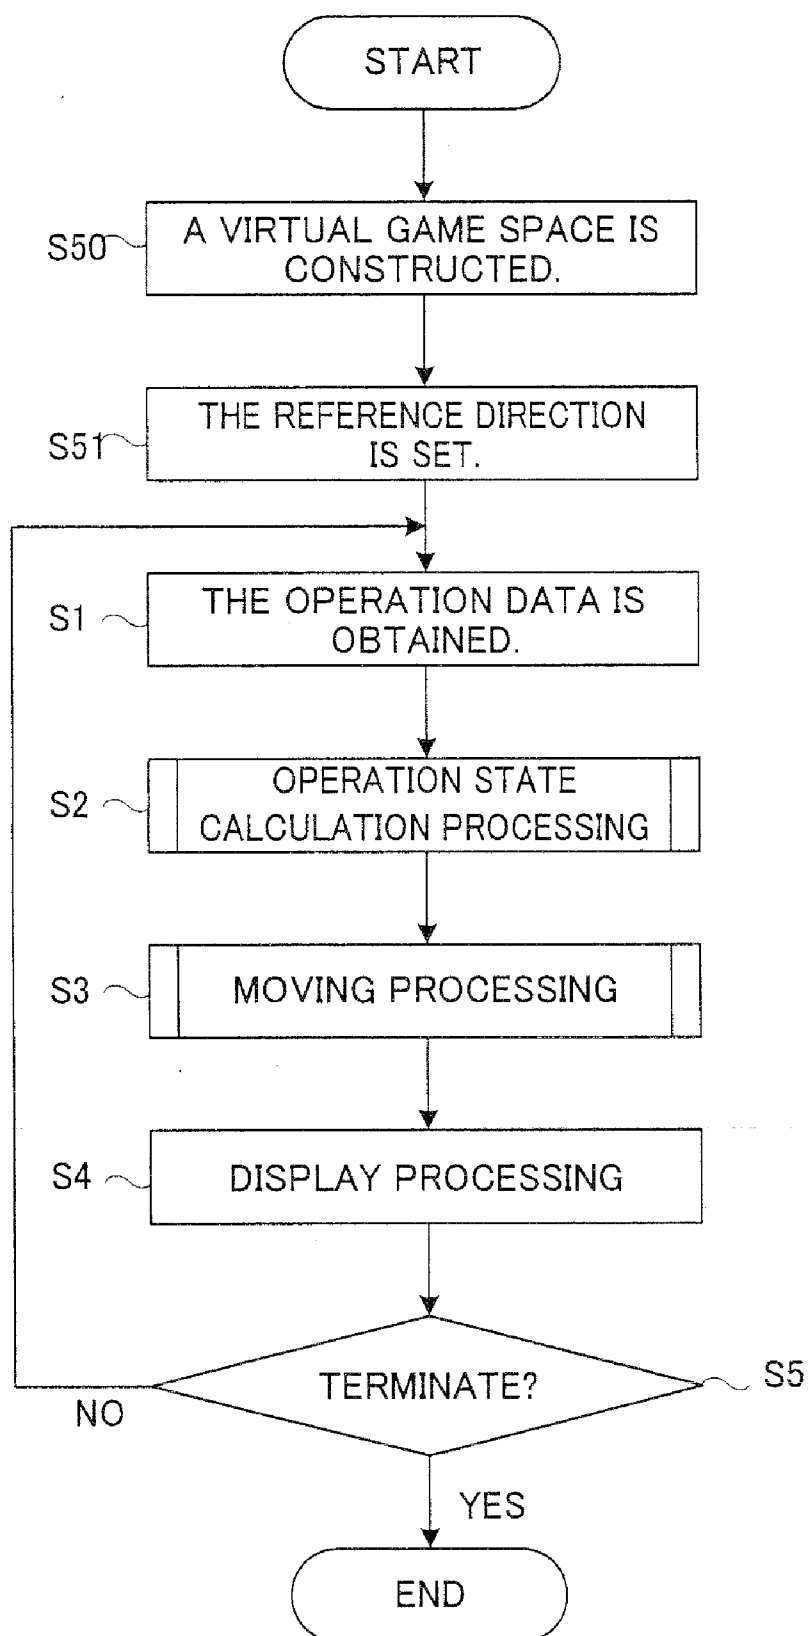 START
S50
A VIRTUAL GAME SPACE IS
CONSTRUCTED.
S51
THE REFERENCE DIRECTION
IS SET.
S1
THE OPERATION DATA IS
OBTAINED.
S2
OPERATION STATE
CALCULATION PROCESSING
S3
MOVING PROCESSING
S4
DISPLAY PROCESSING
TERMINATE?
S5
NO
YES
END